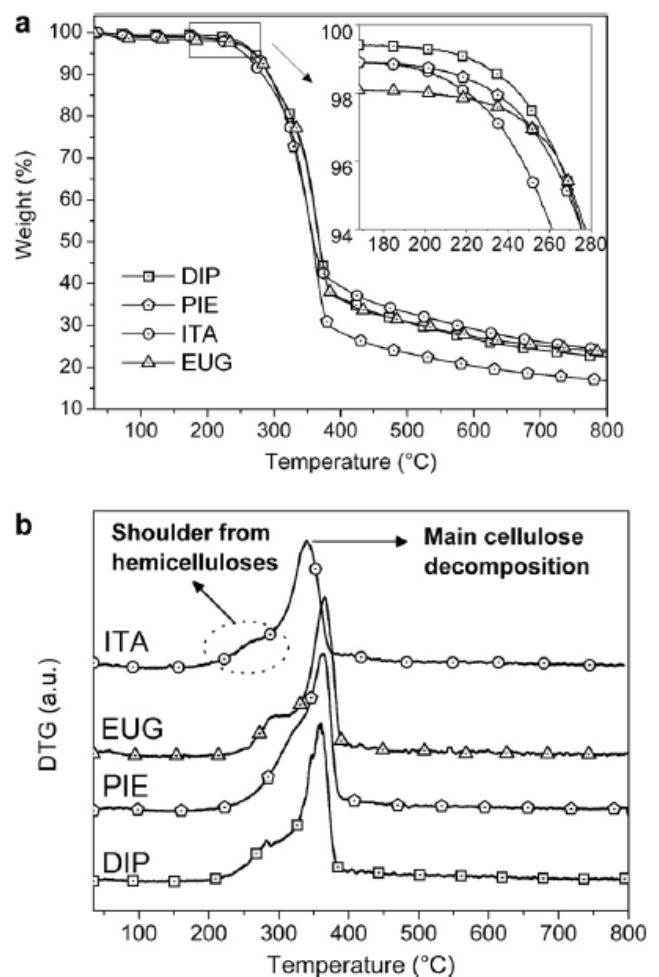 a
100
90
80
70
60
50
40
30
20
10
Weight (%)
100 200 300 400 500 600 700 800
Temperature (°C)
DIP
PIE
ITA
EUG
100
98
96
94
180 200 220 240 260 280
b
Shoulder from
hemicelluloses
Main cellulose
decomposition
ITA
EUG
PIE
DIP
DTG (a.u.)
100 200 300 400 500 600 700 800
Temperature (°C)